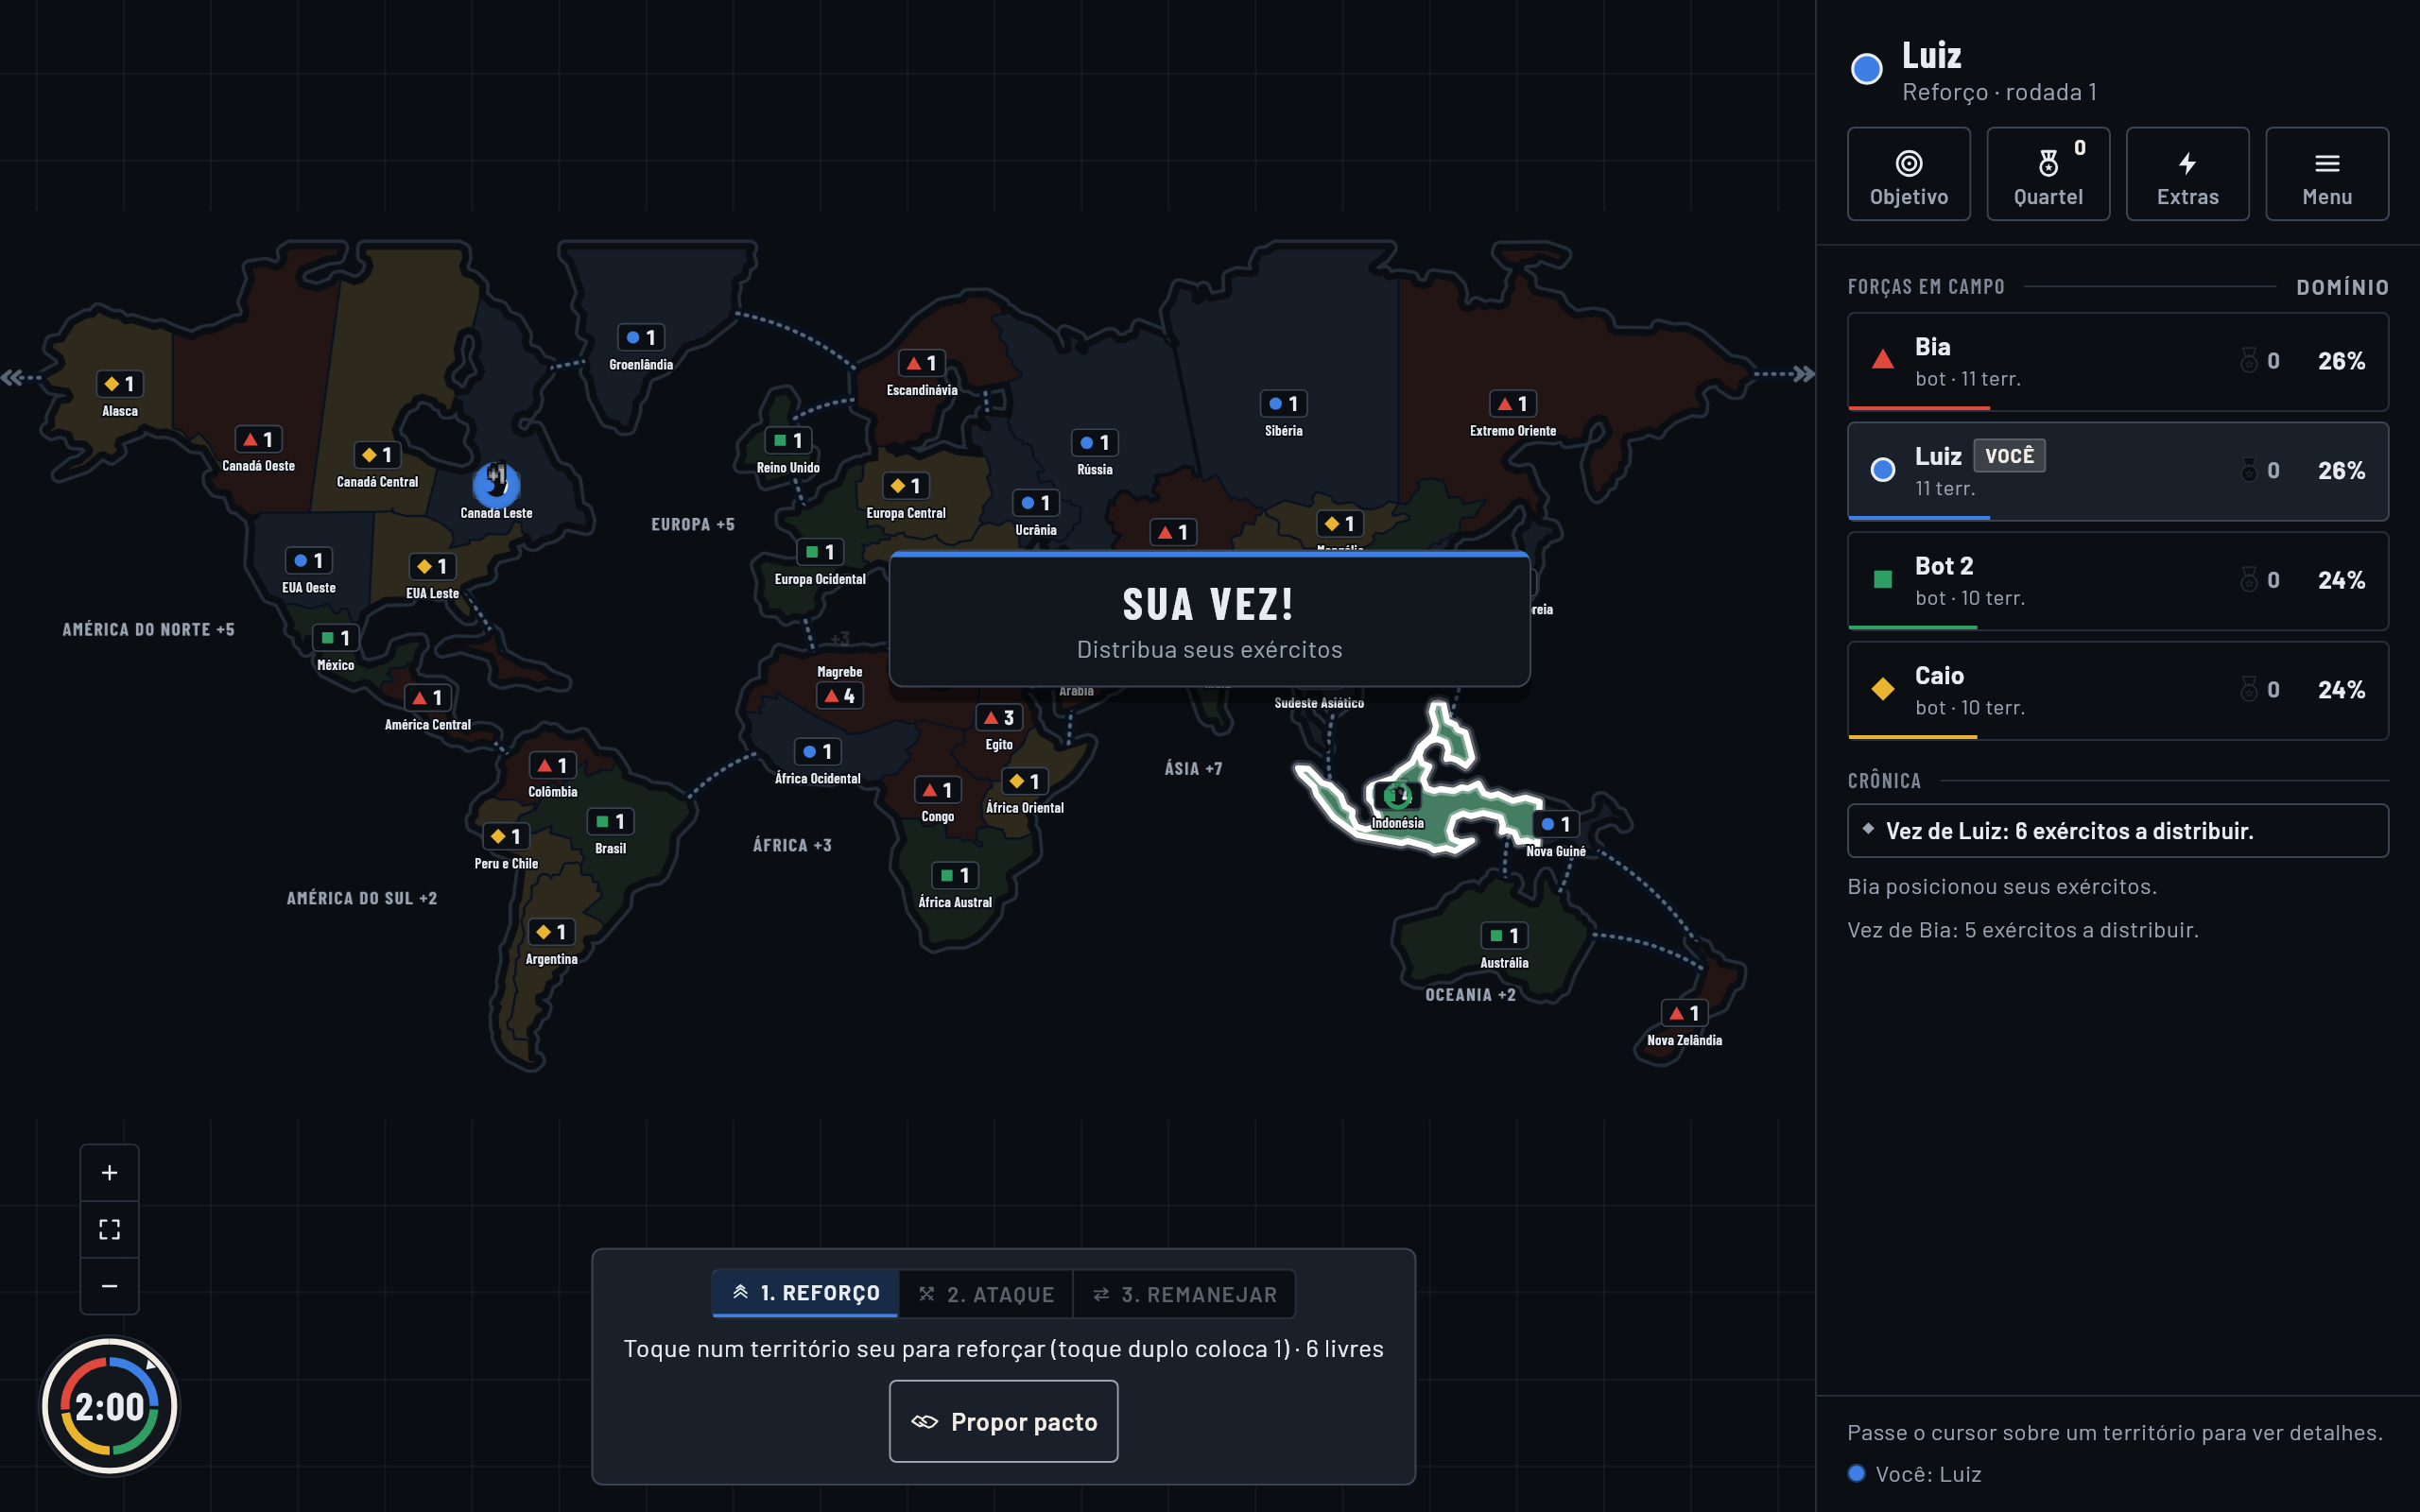 Luiz
Reforço · rodada 1
Objetivo
0
Quartel
Extras
Menu
FORÇAS EM CAMPO
DOMÍNIO
Bia
bot · 11 terr.
0
26%
Luiz VOCÊ
11 terr.
0
26%
Bot 2
bot · 10 terr.
0
24%
Caio
bot · 10 terr.
0
24%
CRÔNICA
Vez de Luiz: 6 exércitos a distribuir.
Bia posicionou seus exércitos.
Vez de Bia: 5 exércitos a distribuir.
Passe o cursor sobre um território para ver detalhes.
Você: Luiz
1
Alasca
1
Canadá Oeste
1
Canadá Central
Canadá Leste
1
Groenlândia
1
EUA Oeste
1
EUA Leste
1
México
1
América Central
AMÉRICA DO NORTE +5
1
Colômbia
1
Brasil
1
Peru e Chile
1
Argentina
AMÉRICA DO SUL +2
1
Escandinávia
1
Reino Unido
1
Europa Central
1
Europa Ocidental
1
Ucrânia
1
Rússia
EUROPA +5
1
Sibéria
1
Extremo Oriente
1
1
SUA VEZ!
Distribua seus exércitos
+3
Magrebe
4
3
Egito
1
África Ocidental
1
Congo
1
África Oriental
1
África Austral
ÁFRICA +3
Arábia
Sudeste Asiático
ÁSIA +7
Indonésia
1
Nova Guiné
1
Austrália
OCEANIA +2
1
Nova Zelândia
+
−
2:00
1. REFORÇO
2. ATAQUE
3. REMANEJAR
Toque num território seu para reforçar (toque duplo coloca 1) · 6 livres
Propor pacto